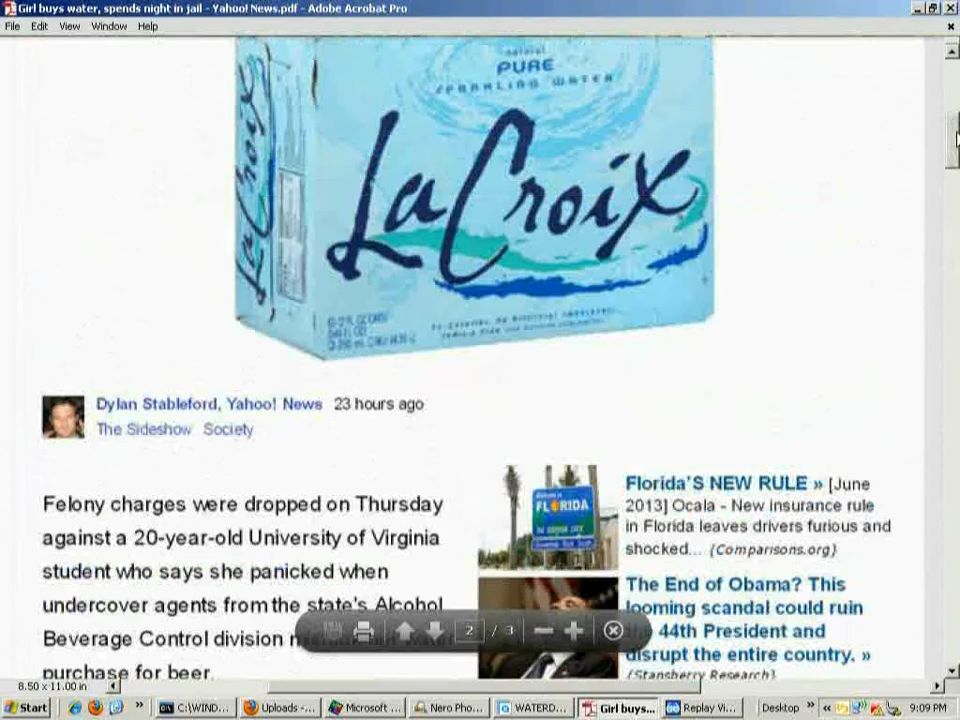 Girl buys water, spends night in jail - Yahoo! News.pdf - Adobe Acrobat Pro
File Edit View Window Help
natural
PURE
SPARKLING WATER
LaCroix
LaCroix
Dylan Stableford, Yahoo! News 23 hours ago
The Sideshow Society
Felony charges were dropped on Thursday
against a 20-year-old University of Virginia
student who says she panicked when
undercover agents from the state's Alcohol
Beverage Control division
purchase for beer.
FLORIDA
Florida'S NEW RULE » [June
2013] Ocala - New insurance rule
in Florida leaves drivers furious and
shocked... (Comparisons.org)
The End of Obama? This
looming scandal could ruin
44th President and
disrupt the entire country. »
(Stansberry Research)
2 / 3
8.50 x 11.00 in
Start C:\WIND... Uploads -... Microsoft ... Nero Pho... WATERD... Girl buys... Replay Vi... Desktop 9:09 PM